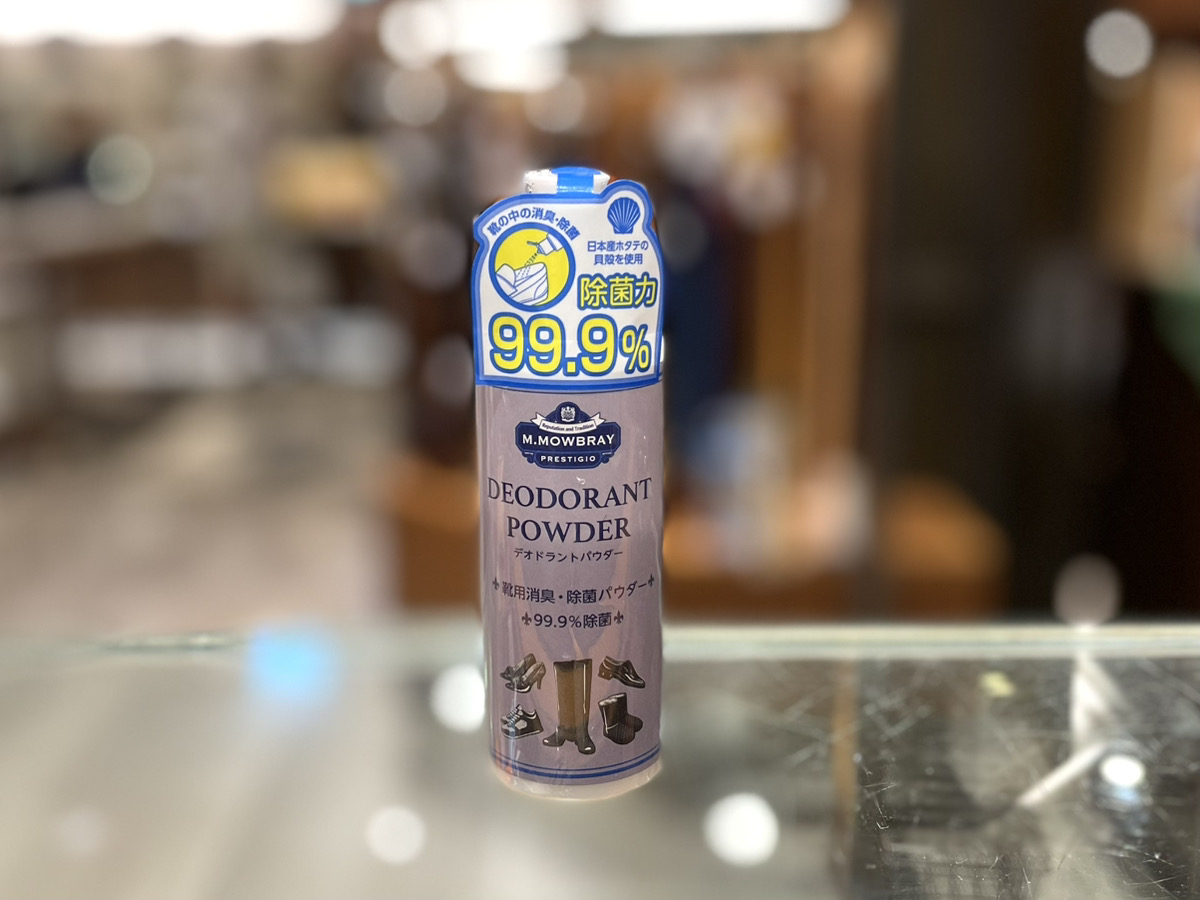 靴の中の消臭・除菌
日本産ホタテの
貝殻を使用
除菌力
99.9%
Reputation and Tradition
M.MOWBRAY
PRESTIGIO
DEODORANT
POWDER
デオドラントパウダー
靴用消臭・除菌パウダー
99.9%除菌